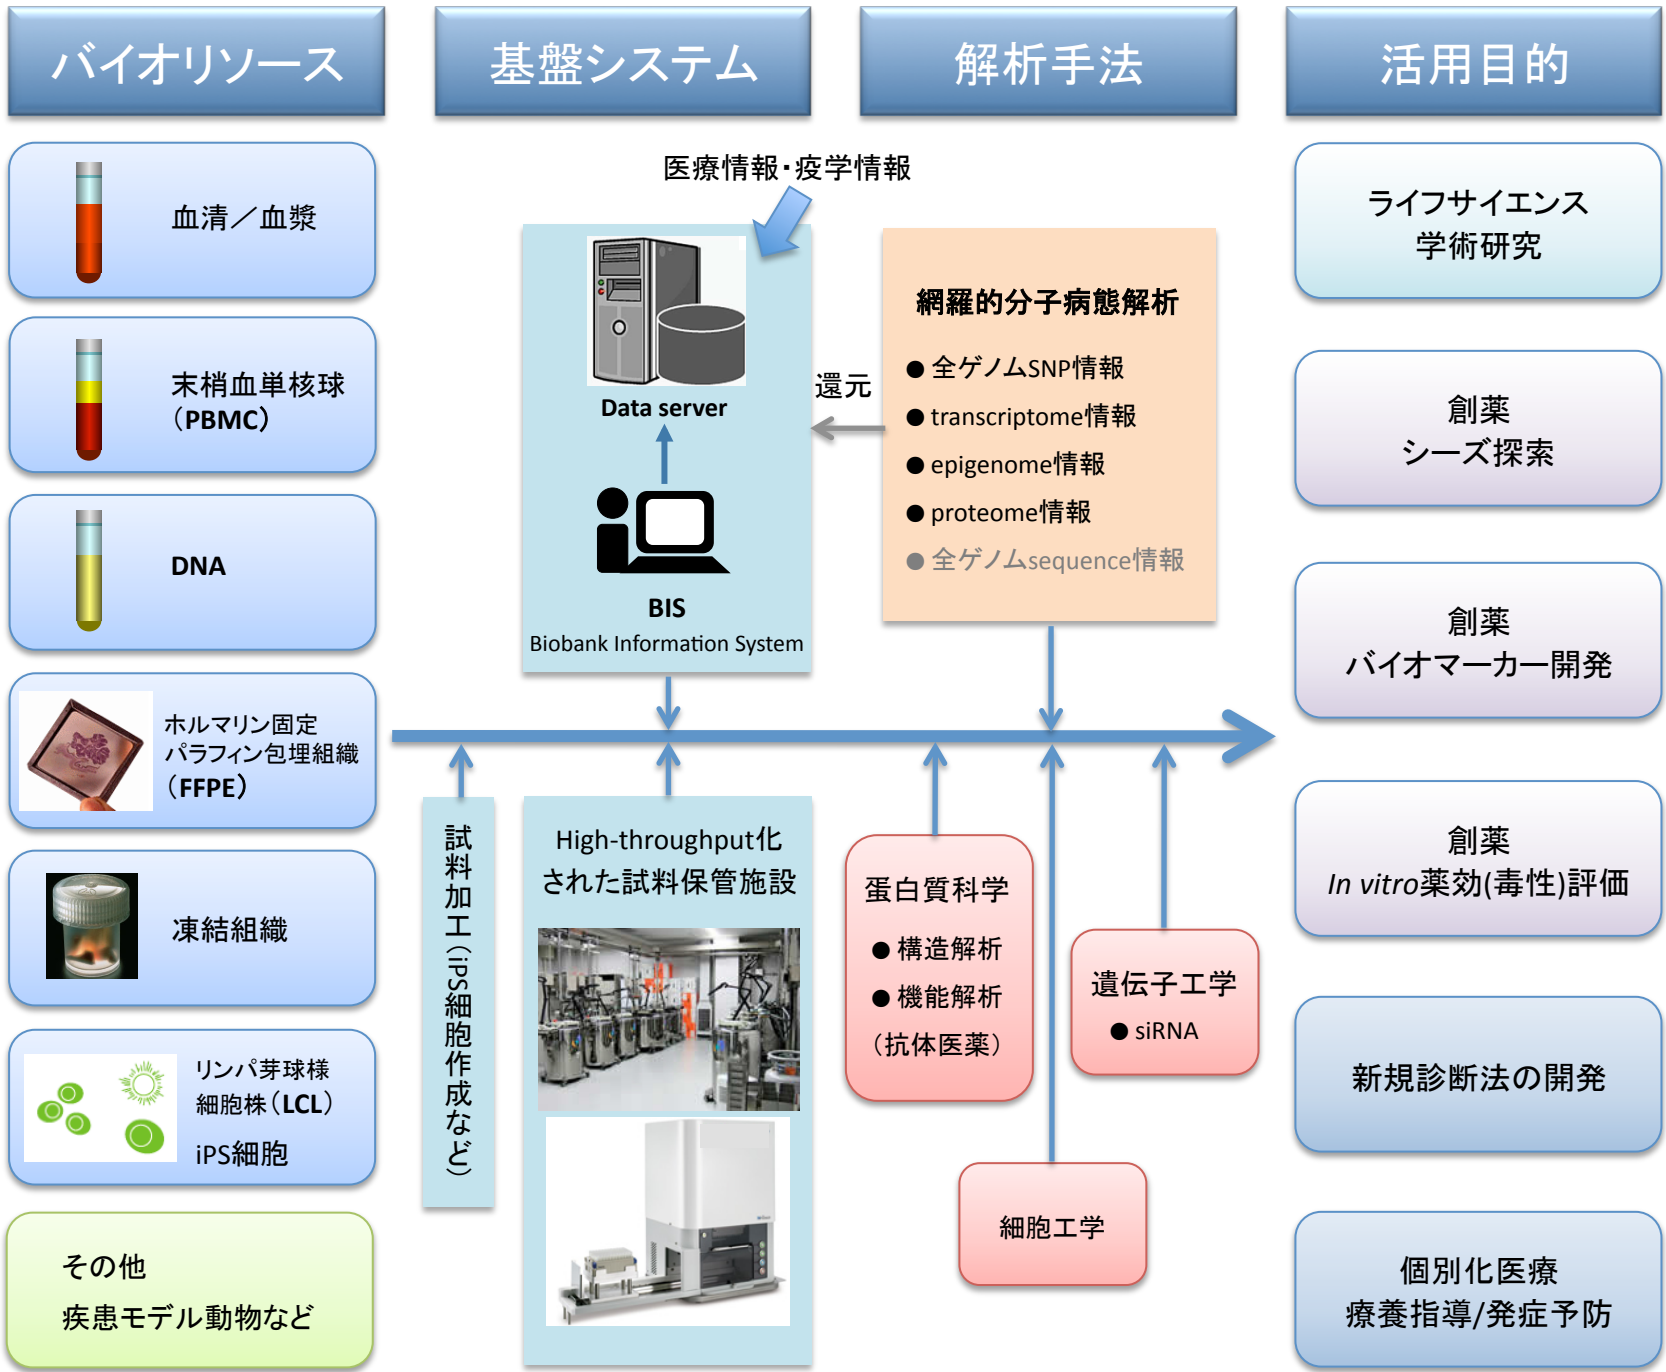 バイオリソース
基盤システム
解析手法
活用目的
血清／血漿
末梢血単核球
（PBMC）
DNA
ホルマリン固定
パラフィン包埋組織
（FFPE）
凍結組織
リンパ芽球様
細胞株（LCL）
iPS細胞
その他
疾患モデル動物など
医療情報・疫学情報
Data server
BIS
Biobank Information System
還元
試料加工（iPS細胞作成など）
High-throughput化
された試料保管施設
網羅的分子病態解析
● 全ゲノムSNP情報
● transcriptome情報
● epigenome情報
● proteome情報
● 全ゲノムsequence情報
蛋白質科学
● 構造解析
● 機能解析
（抗体医薬）
遺伝子工学
● siRNA
細胞工学
ライフサイエンス
学術研究
創薬
シーズ探索
創薬
バイオマーカー開発
創薬
In vitro薬効(毒性)評価
新規診断法の開発
個別化医療
療養指導/発症予防